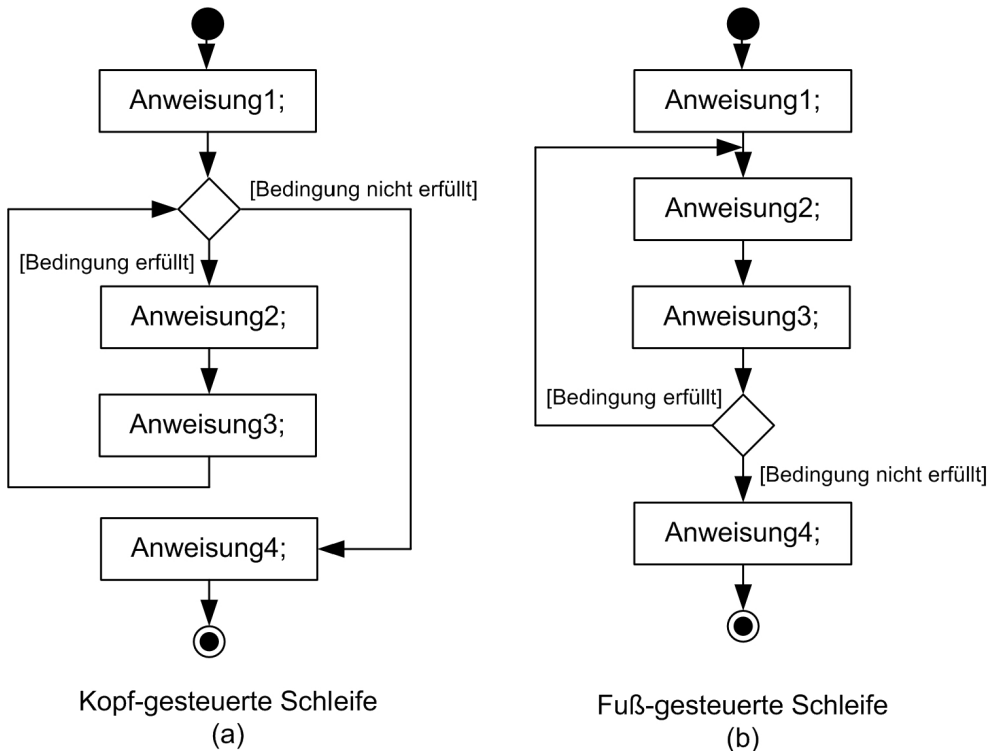 Anweisung1;
[Bedingung nicht erfüllt]
[Bedingung erfüllt]
Anweisung2;
Anweisung3;
Anweisung4;
Kopf-gesteuerte Schleife
(a)
Anweisung1;
Anweisung2;
Anweisung3;
[Bedingung erfüllt]
[Bedingung nicht erfüllt]
Anweisung4;
Fuß-gesteuerte Schleife
(b)